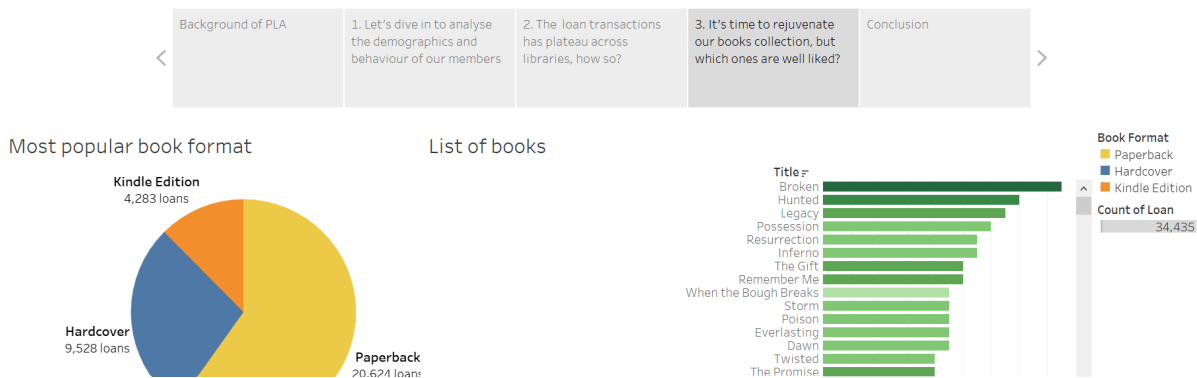 Background of PLA
1. Let's dive in to analyse
the demographics and
behaviour of our members
2. The loan transactions
has plateau across
libraries, how so?
3. It's time to rejuvenate
our books collection, but
which ones are well liked?
Conclusion
Most popular book format
Kindle Edition
4,283 loans
Hardcover
9,528 loans
Paperback
20,624 loans
List of books
Title
Broken
Hunted
Legacy
Possession
Resurrection
Inferno
The Gift
Remember Me
When the Bough Breaks
Storm
Poison
Everlasting
Dawn
Twisted
The Promise
Book Format
Paperback
Hardcover
Kindle Edition
Count of Loan
34,435